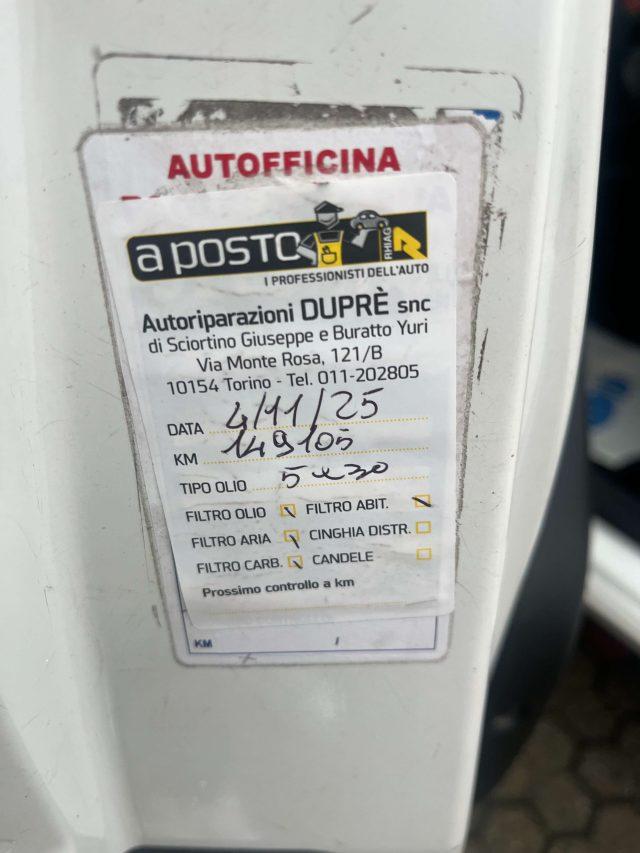 AUTOFFICINA
a posto
RHIAG
I PROFESSIONISTI DELL'AUTO
Autoriparazioni DUPRÈ snc
di Sciortino Giuseppe e Buratto Yuri
Via Monte Rosa, 121/B
10154 Torino - Tel. 011-202805
DATA 4/11/25
KM 149105
TIPO OLIO 5w30
FILTRO OLIO FILTRO ABIT.
FILTRO ARIA CINGHIA DISTR.
FILTRO CARB. CANDELE
Prossimo controllo a km
KM